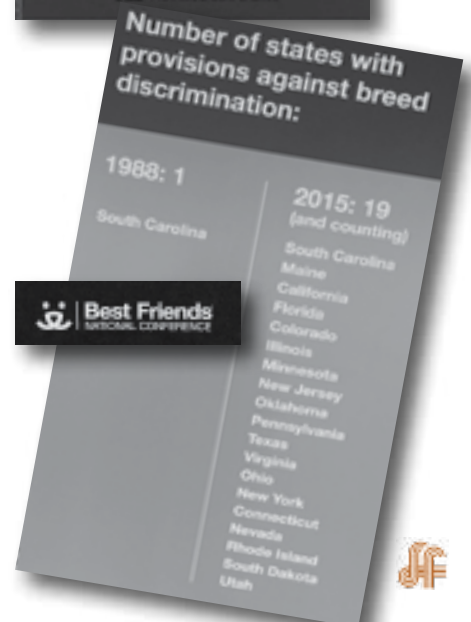 Number of states with
provisions against breed
discrimination:
1988: 1
South Carolina
2015: 19
(and counting)
South Carolina
Maine
California
Florida
Colorado
Illinois
Minnesota
New Jersey
Oklahoma
Pennsylvania
Texas
Virginia
Ohio
New York
Connecticut
Nevada
Rhode Island
South Dakota
Utah
Best Friends
NATIONAL CONFERENCE